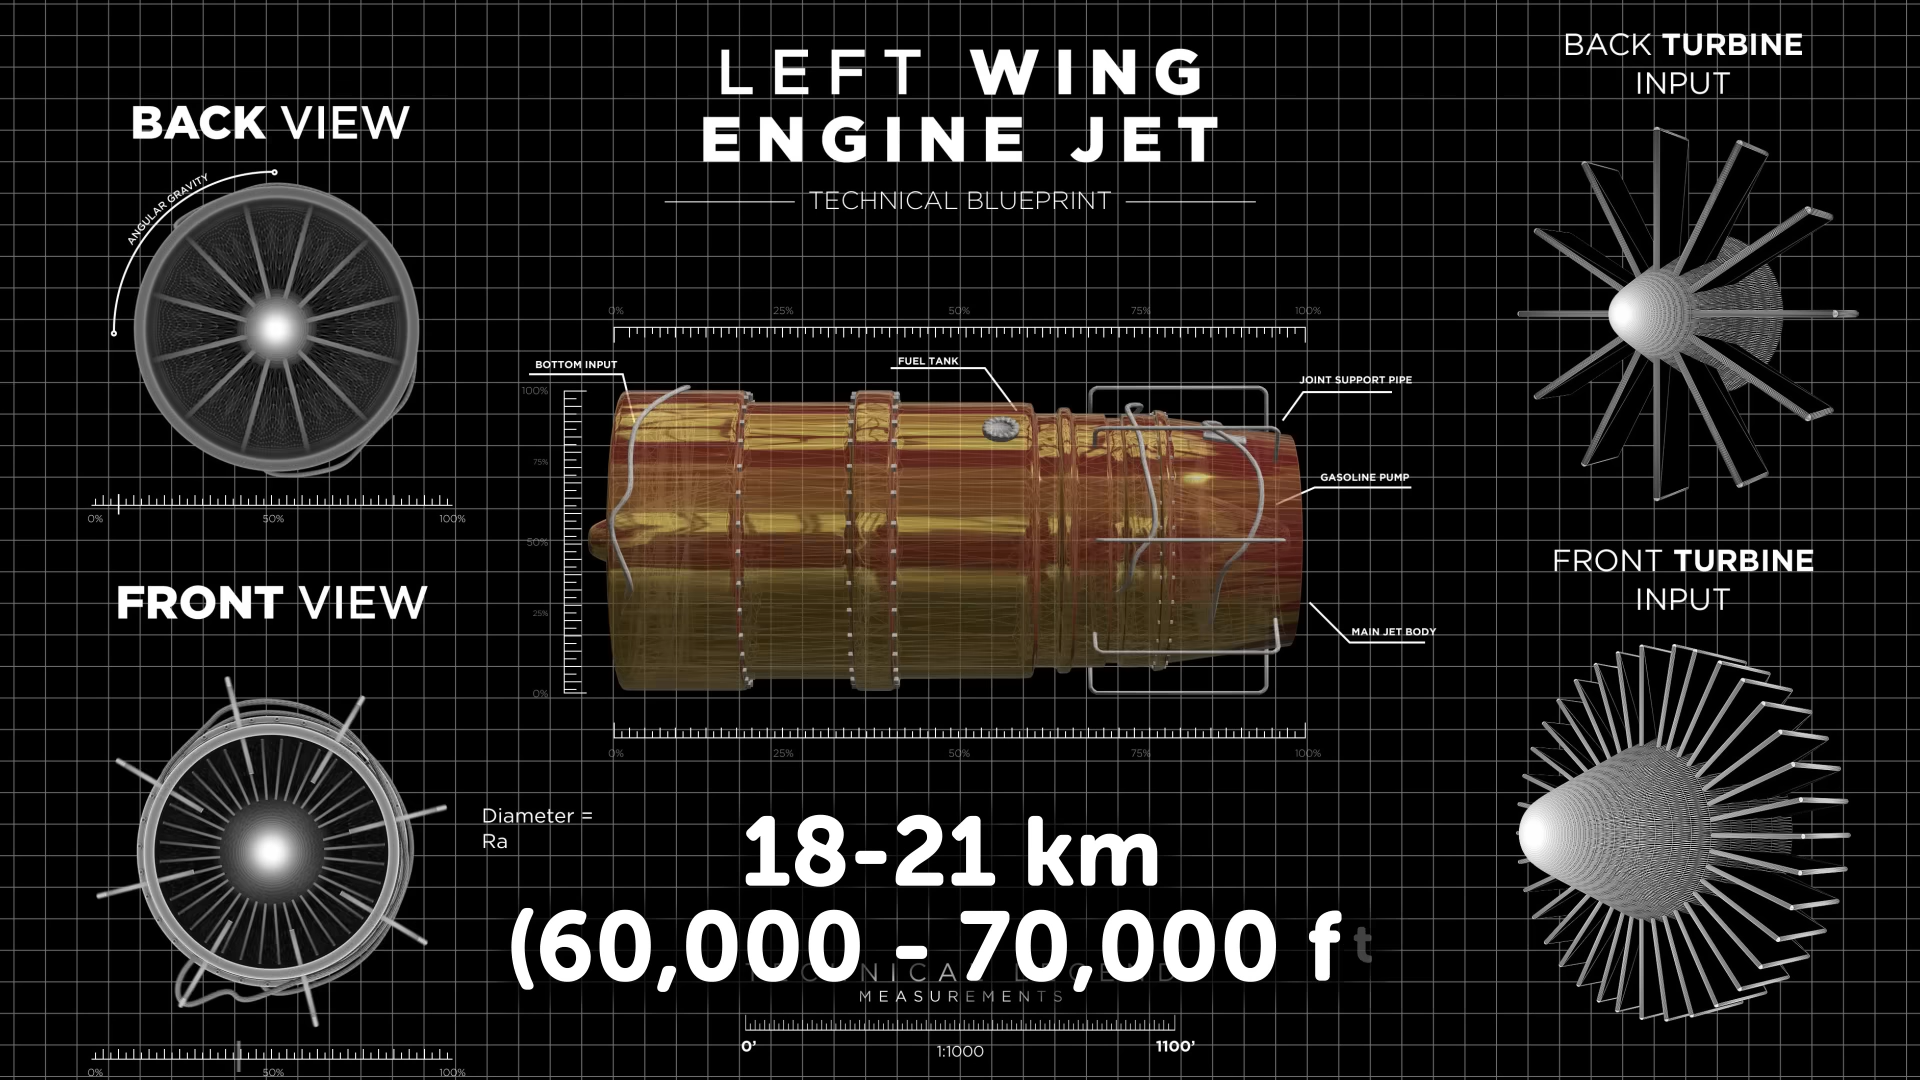 LEFT WING
ENGINE JET
TECHNICAL BLUEPRINT
BACK VIEW
ANGULAR GRAVITY
0% 50% 100%
FRONT VIEW
0% 50% 100%
Diameter =
Ra
0% 25% 50% 75% 100%
BOTTOM INPUT
FUEL TANK
JOINT SUPPORT PIPE
GASOLINE PUMP
MAIN JET BODY
100%
75%
50%
25%
0%
0% 25% 50% 75% 100%
18-21 km
(60,000 - 70,000 ft
TECHNICAL LEGEND
MEASUREMENTS
0’ 1:1000 1100’
BACK TURBINE
INPUT
FRONT TURBINE
INPUT